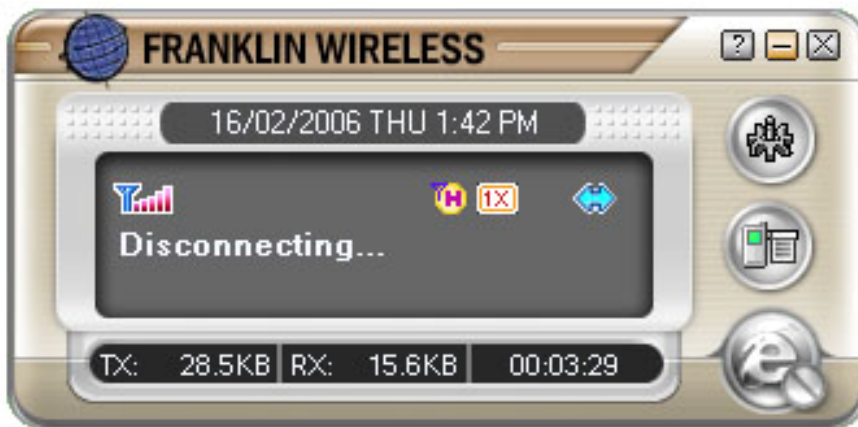 FRANKLIN WIRELESS ?
16/02/2006 THU 1:42 PM
H 1X
Disconnecting...
TX: 28.5KB RX: 15.6KB 00:03:29